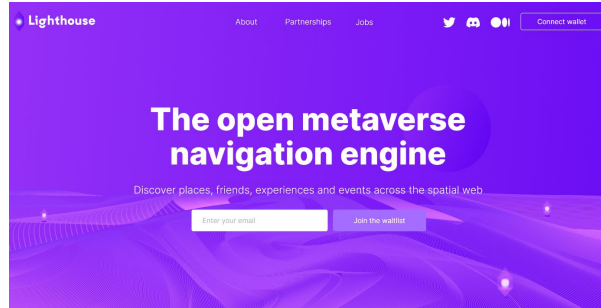 Lighthouse
About
Partnerships
Jobs
Connect wallet
The open metaverse
navigation engine
Discover places, friends, experiences and events across the spatial web
Enter your email
Join the waitlist